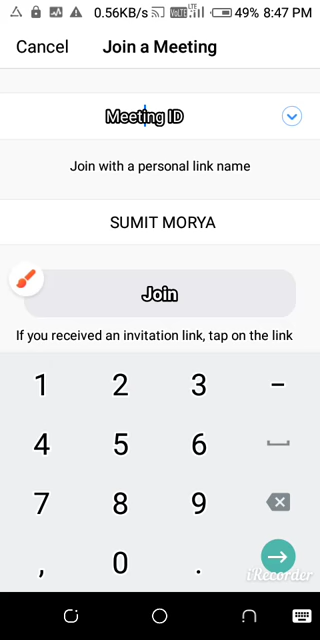 0.56KB/s VoLTE LTE 49% 8:47 PM
Cancel Join a Meeting
Meeting ID
Join with a personal link name
SUMIT MORYA
Join
If you received an invitation link, tap on the link
1 2 3 –
4 5 6
7 8 9
, 0 .
iRecorder